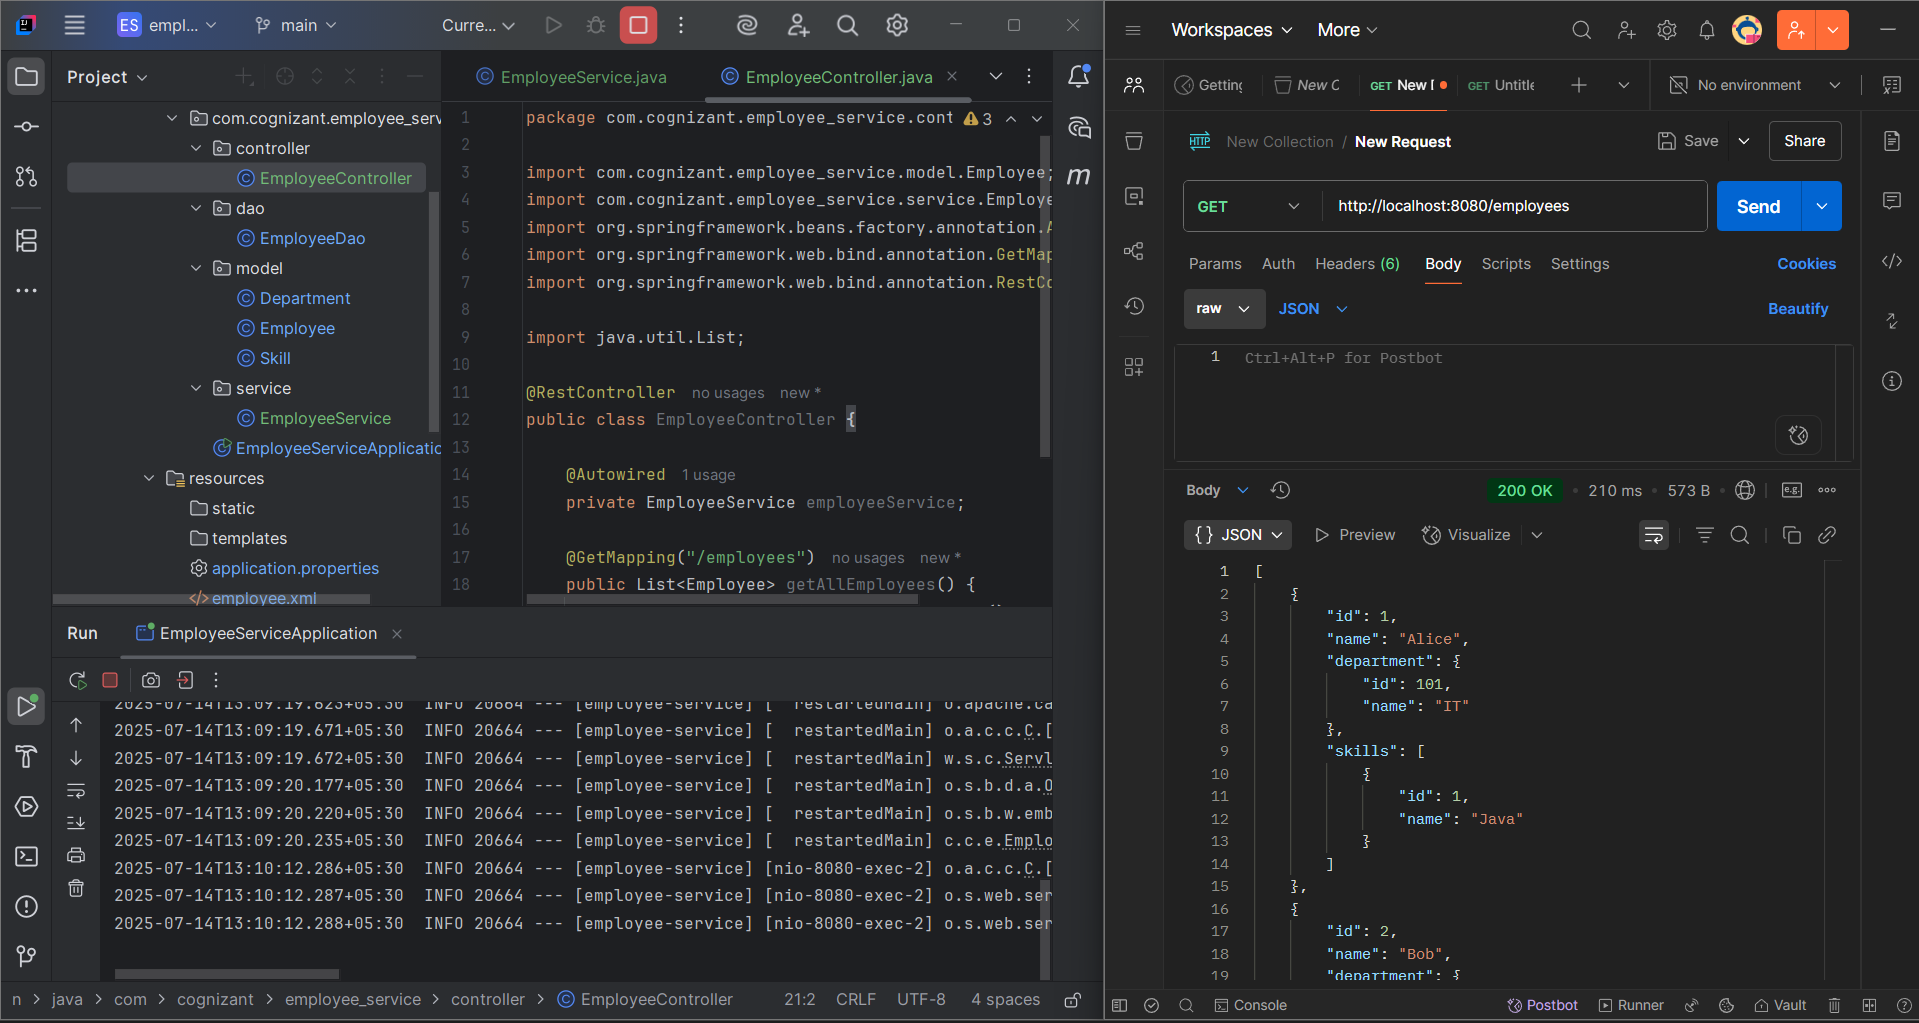 ES empl...
main
Curre...
Project
com.cognizant.employee_serv
controller
EmployeeController
dao
EmployeeDao
model
Department
Employee
Skill
service
EmployeeService
EmployeeServiceApplicatio
resources
static
templates
application.properties
employee.xml
EmployeeService.java
EmployeeController.java
3
1 package com.cognizant.employee_service.cont
2
3 import com.cognizant.employee_service.model.Employee;
4 import com.cognizant.employee_service.service.Employe
5 import org.springframework.beans.factory.annotation.A
6 import org.springframework.web.bind.annotation.GetMap
7 import org.springframework.web.bind.annotation.RestCo
8
9 import java.util.List;
10
11 @RestController no usages new *
12 public class EmployeeController {
13
14 @Autowired 1 usage
15 private EmployeeService employeeService;
16
17 @GetMapping("/employees") no usages new *
18 public List<Employee> getAllEmployees() {
m
Run
EmployeeServiceApplication
2025-07-14T13:09:19.623+05:30 INFO 20664 --- [employee-service] [ restartedMain] o.apache.ca
2025-07-14T13:09:19.671+05:30 INFO 20664 --- [employee-service] [ restartedMain] o.a.c.c.C.[
2025-07-14T13:09:19.672+05:30 INFO 20664 --- [employee-service] [ restartedMain] w.s.c.Servl
2025-07-14T13:09:20.177+05:30 INFO 20664 --- [employee-service] [ restartedMain] o.s.b.d.a.O
2025-07-14T13:09:20.220+05:30 INFO 20664 --- [employee-service] [ restartedMain] o.s.b.w.emb
2025-07-14T13:09:20.235+05:30 INFO 20664 --- [employee-service] [ restartedMain] c.c.e.Emplo
2025-07-14T13:10:12.286+05:30 INFO 20664 --- [employee-service] [nio-8080-exec-2] o.a.c.c.C.[
2025-07-14T13:10:12.287+05:30 INFO 20664 --- [employee-service] [nio-8080-exec-2] o.s.web.ser
2025-07-14T13:10:12.288+05:30 INFO 20664 --- [employee-service] [nio-8080-exec-2] o.s.web.ser
n > java > com > cognizant > employee_service > controller > EmployeeController
21:2 CRLF UTF-8 4 spaces
Workspaces More
Getting
New C
GET New
GET Untitle
No environment
HTTP New Collection / New Request
Save
Share
GET
http://localhost:8080/employees
Send
Params Auth Headers (6) Body Scripts Settings
Cookies
raw JSON
Beautify
1 Ctrl+Alt+P for Postbot
Body
200 OK • 210 ms • 573 B
e.g.
{} JSON
Preview
Visualize
1 [
2 {
3 "id": 1,
4 "name": "Alice",
5 "department": {
6 "id": 101,
7 "name": "IT"
8 },
9 "skills": [
10 {
11 "id": 1,
12 "name": "Java"
13 }
14 ]
15 },
16 {
17 "id": 2,
18 "name": "Bob",
19 "department": {
Console
Postbot
Runner
Vault